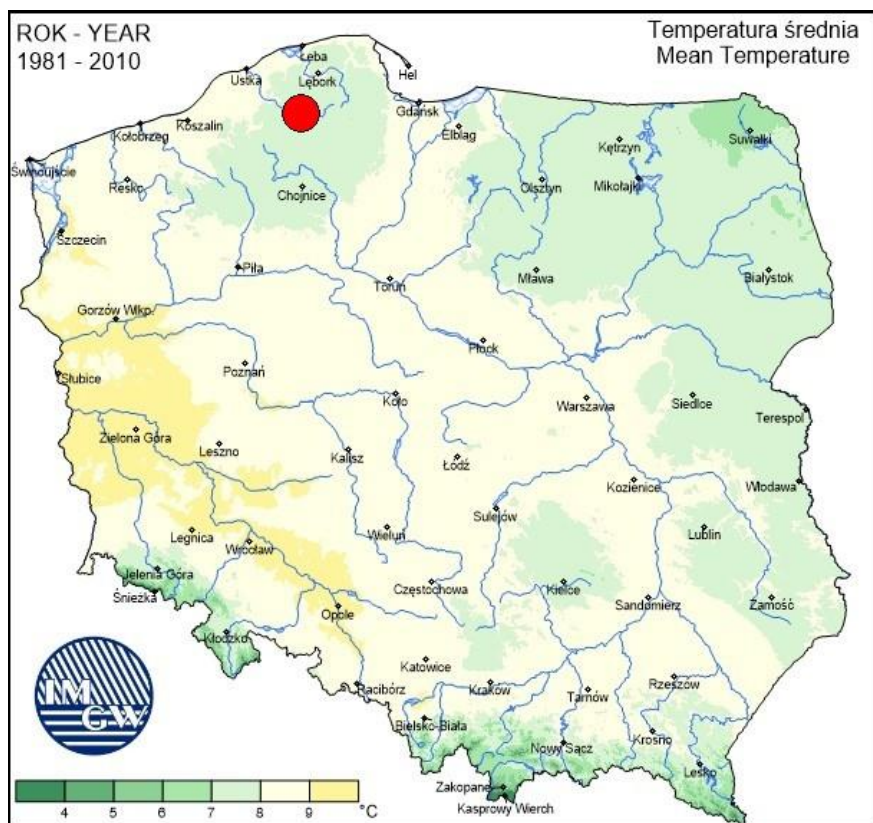 ROK - YEAR
1981 - 2010
Temperatura średnia
Mean Temperature
Łeba
Hel
Ustka
Lębork
Gdańsk
Koszalin
Kołobrzeg
Elbląg
Suwałki
Kętrzyn
Świnoujście
Resko
Chojnice
Olsztyn
Mikołajki
Szczecin
Piła
Toruń
Mława
Białystok
Gorzów Wlkp.
Płock
Słubice
Poznań
Koło
Warszawa
Siedlce
Terespol
Zielona Góra
Leszno
Kalisz
Łódź
Kozienice
Włodawa
Sulejów
Legnica
Wrocław
Wieluń
Lublin
Jelenia Góra
Śnieżka
Częstochowa
Kielce
Sandomierz
Zamość
Opole
Kłodzko
Katowice
Racibórz
Kraków
Tarnów
Rzeszów
Bielsko-Biała
Nowy Sącz
Krosno
Lesko
Zakopane
Kasprowy Wierch
IM
GW
4 5 6 7 8 9 °C